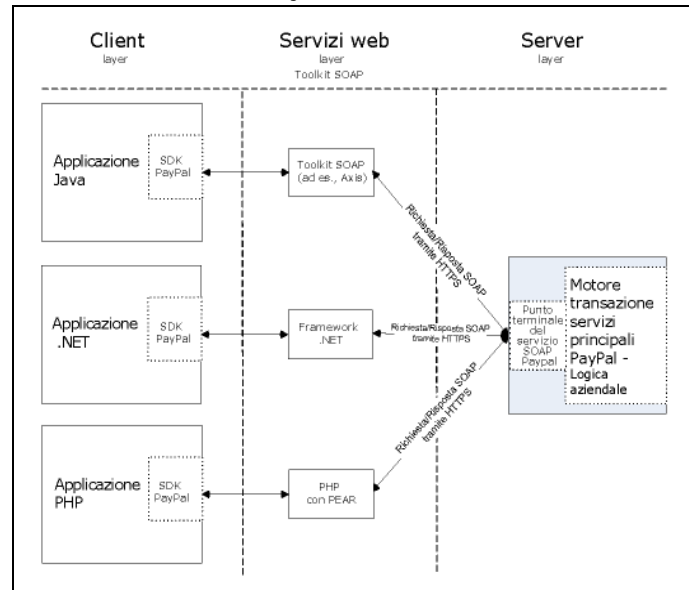 Client
layer
Servizi web
layer
Toolkit SOAP
Server
layer
Applicazione
Java
SDK
PayPal
Toolkit SOAP
(ad es., Axis)
Richiesta/Risposta SOAP
tramite HTTPS
Applicazione
.NET
SDK
PayPal
Framework
.NET
Richiesta/Risposta SOAP
tramite HTTPS
Punto
terminale
del
servizio
SOAP
Paypal
Motore
transazione
servizi
principali
PayPal -
Logica
aziendale
Richiesta/Risposta SOAP
tramite HTTPS
Applicazione
PHP
SDK
PayPal
PHP
con PEAR